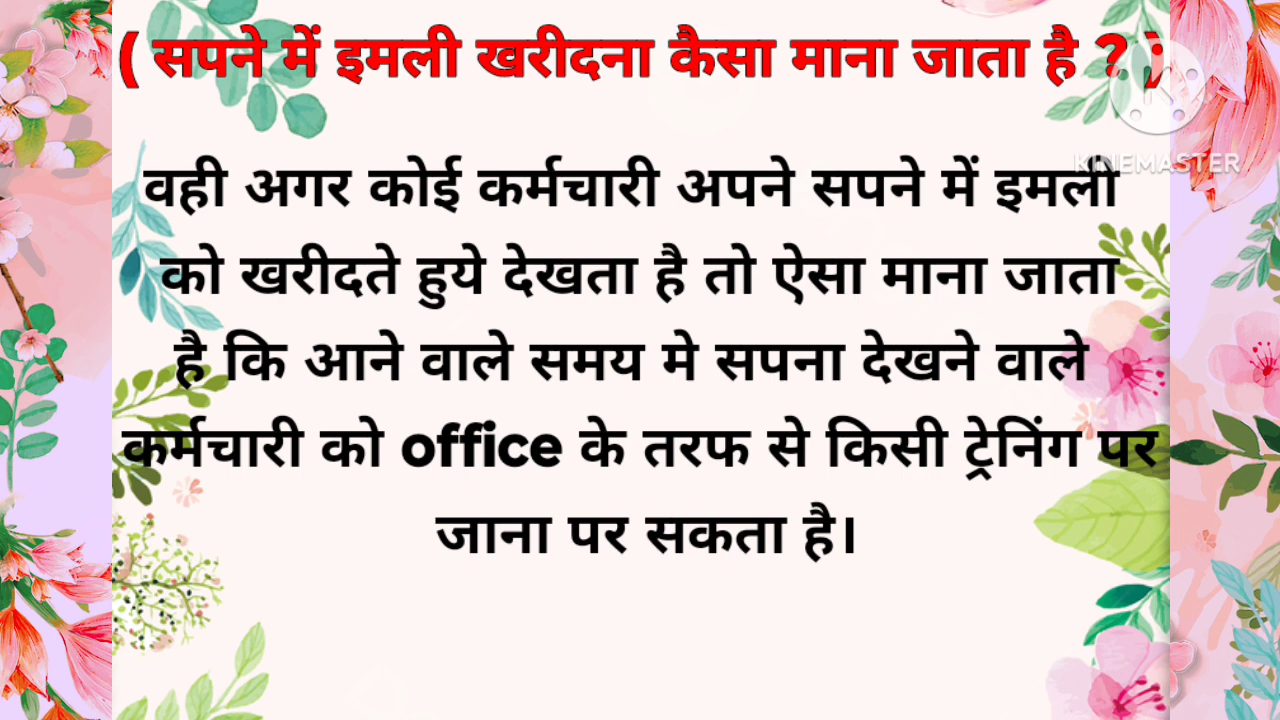 ( सपने में इमली खरीदना कैसा माना जाता है ? )
KINEMASTER
वही अगर कोई कर्मचारी अपने सपने में इमली
को खरीदते हुये देखता है तो ऐसा माना जाता
है कि आने वाले समय मे सपना देखने वाले
कर्मचारी को office के तरफ से किसी ट्रेनिंग पर
जाना पर सकता है।